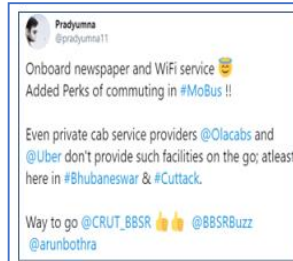 Pradyumna
@pradyumna11
Onboard newspaper and WiFi service 😇
Added Perks of commuting in #MoBus !!
Even private cab service providers @Olacabs and
@Uber don't provide such facilities on the go; atleast
here in #Bhubaneswar & #Cuttack.
Way to go @CRUT_BBSR 👍👍 @BBSRBuzz
@arunbothra